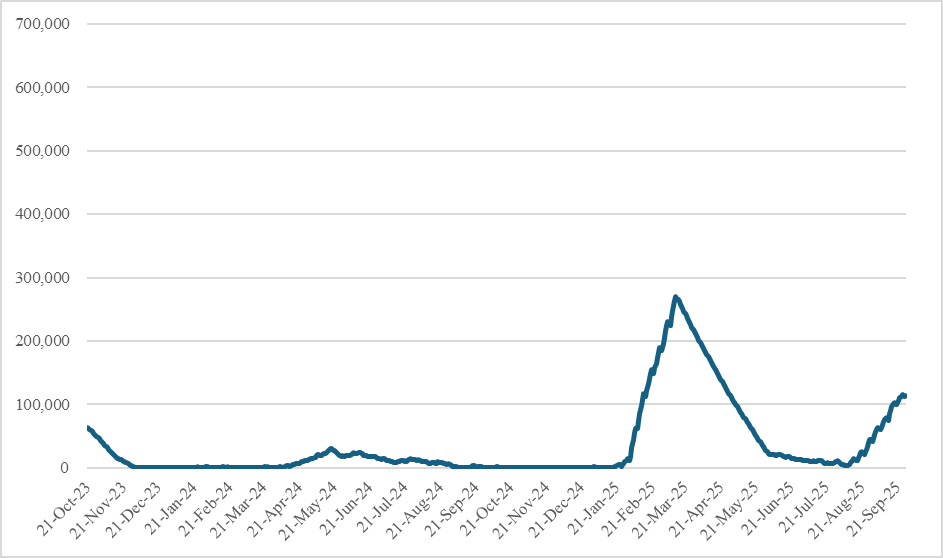 700,000
600,000
500,000
400,000
300,000
200,000
100,000
0
21-Oct-23
21-Nov-23
21-Dec-23
21-Jan-24
21-Feb-24
21-Mar-24
21-Apr-24
21-May-24
21-Jun-24
21-Jul-24
21-Aug-24
21-Sep-24
21-Oct-24
21-Nov-24
21-Dec-24
21-Jan-25
21-Feb-25
21-Mar-25
21-Apr-25
21-May-25
21-Jun-25
21-Jul-25
21-Aug-25
21-Sep-25